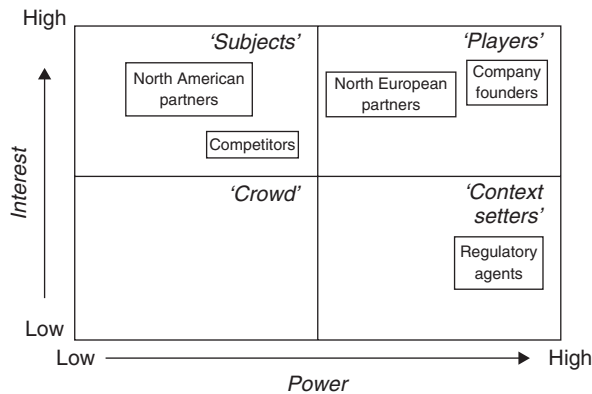 High
'Subjects'
'Players'
North American
partners
North European
partners
Company
founders
Competitors
Interest
'Crowd'
'Context
setters'
Regulatory
agents
Low
Low
High
Power